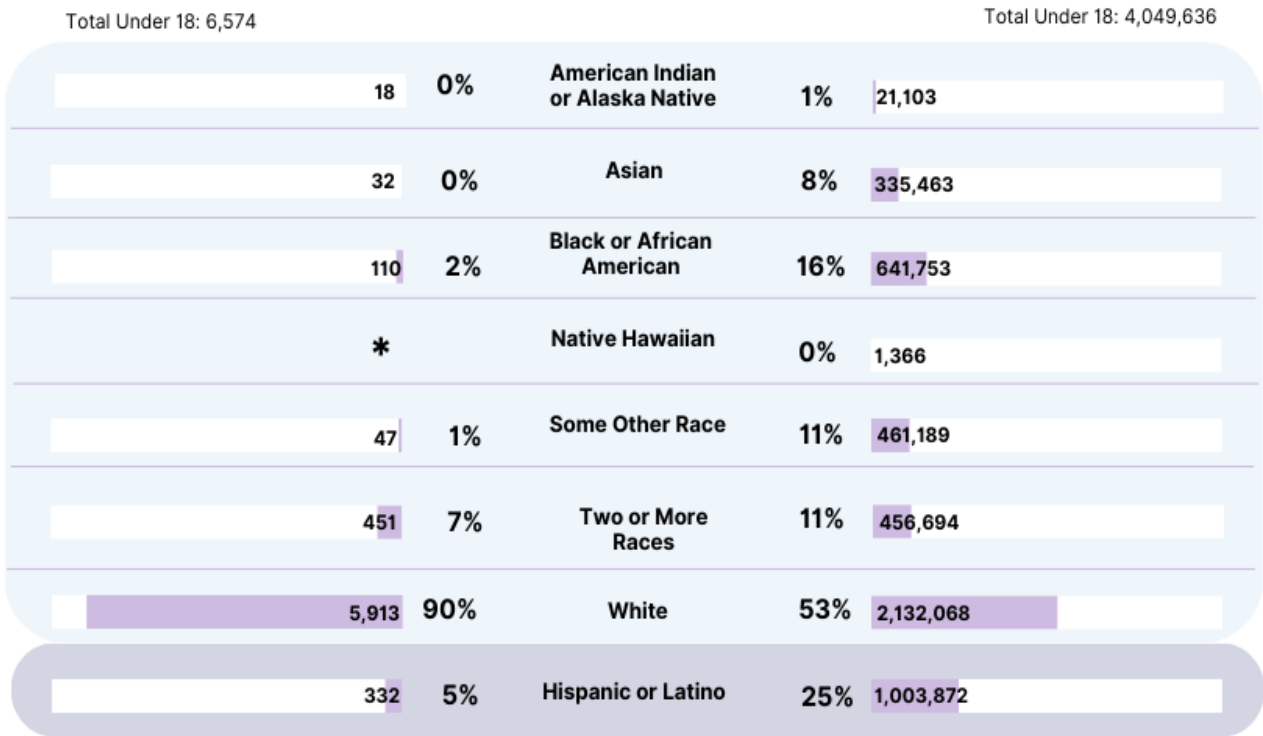 Total Under 18: 6,574
Total Under 18: 4,049,636
18 0% American Indian or Alaska Native 1% 21,103
32 0% Asian 8% 335,463
110 2% Black or African American 16% 641,753
* Native Hawaiian 0% 1,366
47 1% Some Other Race 11% 461,189
451 7% Two or More Races 11% 456,694
5,913 90% White 53% 2,132,068
332 5% Hispanic or Latino 25% 1,003,872